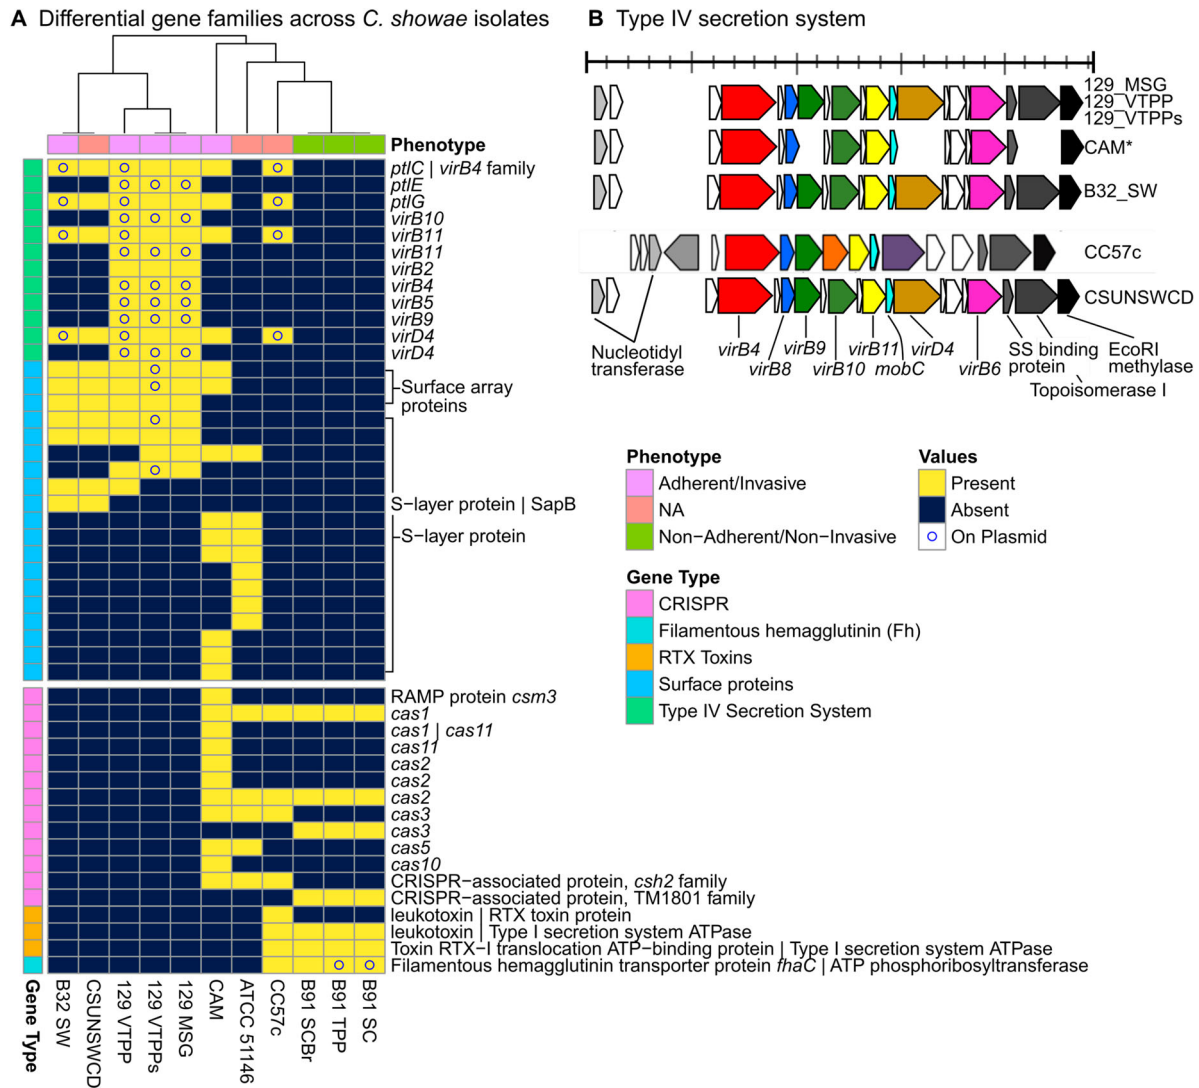 A Differential gene families across C. showae isolates
Phenotype
ptlC | virB4 family
ptlE
ptlG
virB10
virB11
virB11
virB2
virB4
virB5
virB9
virD4
virD4
Surface array
proteins
S−layer protein | SapB
S−layer protein
RAMP protein csm3
cas1
cas1 | cas11
cas11
cas2
cas2
cas2
cas3
cas3
cas5
cas10
CRISPR−associated protein, csh2 family
CRISPR−associated protein, TM1801 family
leukotoxin | RTX toxin protein
leukotoxin | Type I secretion system ATPase
Toxin RTX−I translocation ATP−binding protein | Type I secretion system ATPase
Filamentous hemagglutinin transporter protein fhaC | ATP phosphoribosyltransferase
Gene Type
B32 SW
CSUNSWCD
129 VTPP
129 VTPPs
129 MSG
CAM
ATCC 51146
CC57c
B91 SCBr
B91 TPP
B91 SC
B Type IV secretion system
129_MSG
129_VTPP
129_VTPPs
CAM*
B32_SW
CC57c
CSUNSWCD
Nucleotidyl
transferase
virB4
virB8
virB9
virB10
virB11
mobC
virD4
virB6
SS binding
protein
Topoisomerase I
EcoRI
methylase
Phenotype
Adherent/Invasive
NA
Non−Adherent/Non−Invasive
Values
Present
Absent
On Plasmid
Gene Type
CRISPR
Filamentous hemagglutinin (Fh)
RTX Toxins
Surface proteins
Type IV Secretion System